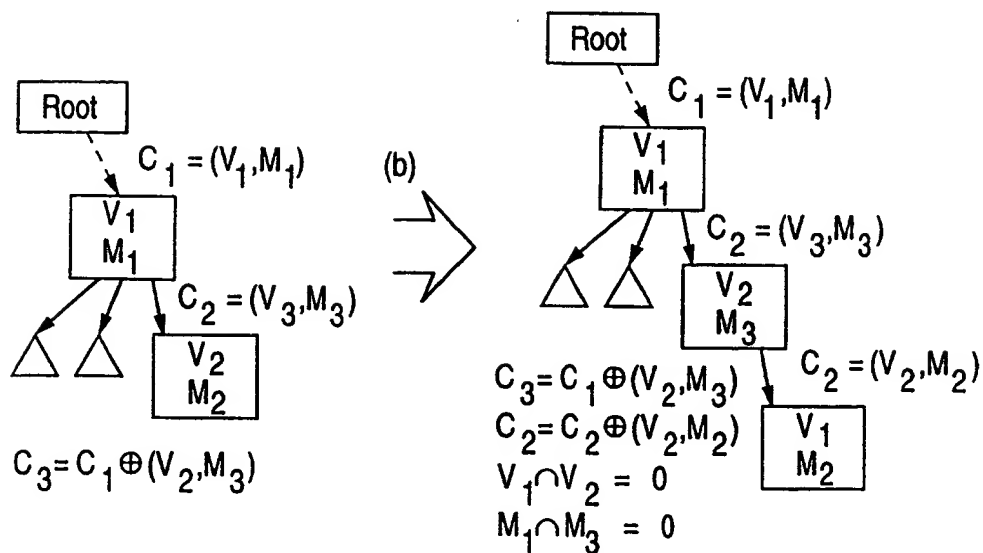 Root
C₁ = (V₁,M₁)
V₁
M₁
C₂ = (V₃,M₃)
V₂
M₂
C₃ = C₁ ⊕ (V₂,M₃)
(b)
Root
C₁ = (V₁,M₁)
V₁
M₁
C₂ = (V₃,M₃)
V₂
M₃
C₂ = (V₂,M₂)
V₁
M₂
C₃ = C₁ ⊕ (V₂,M₃)
C₂ = C₂ ⊕ (V₂,M₂)
V₁∩V₂ = 0
M₁∩M₃ = 0